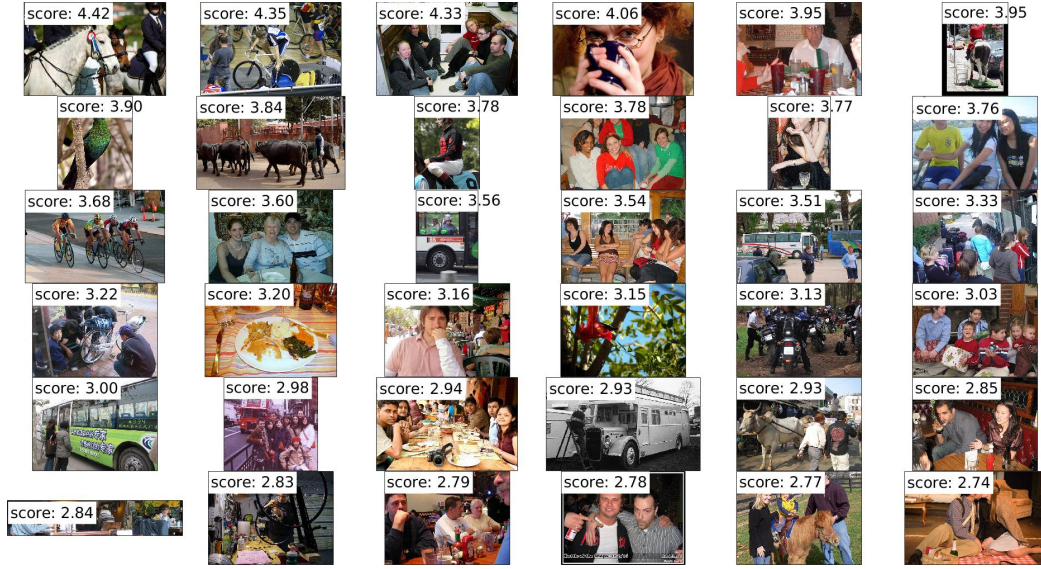 score: 4.42
score: 4.35
score: 4.33
score: 4.06
score: 3.95
score: 3.95
score: 3.90
score: 3.84
score: 3.78
score: 3.78
score: 3.77
score: 3.76
score: 3.68
score: 3.60
score: 3.56
score: 3.54
score: 3.51
score: 3.33
score: 3.22
score: 3.20
score: 3.16
score: 3.15
score: 3.13
score: 3.03
score: 3.00
score: 2.98
score: 2.94
score: 2.93
score: 2.93
score: 2.85
score: 2.84
score: 2.83
score: 2.79
score: 2.78
score: 2.77
score: 2.74